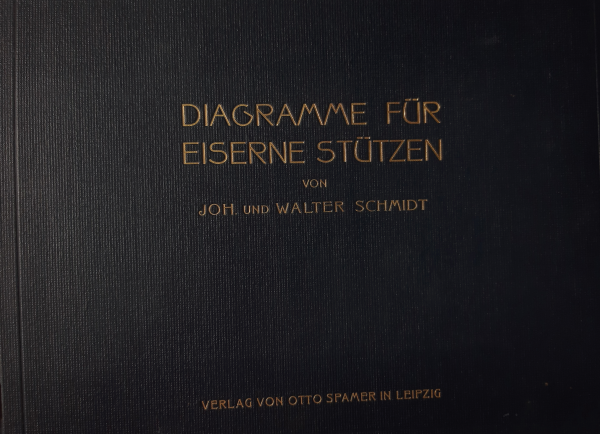 DIAGRAMME FÜR
EISERNE STÜTZEN
VON
JOH. UND WALTER SCHMIDT
VERLAG VON OTTO SPAMER IN LEIPZIG